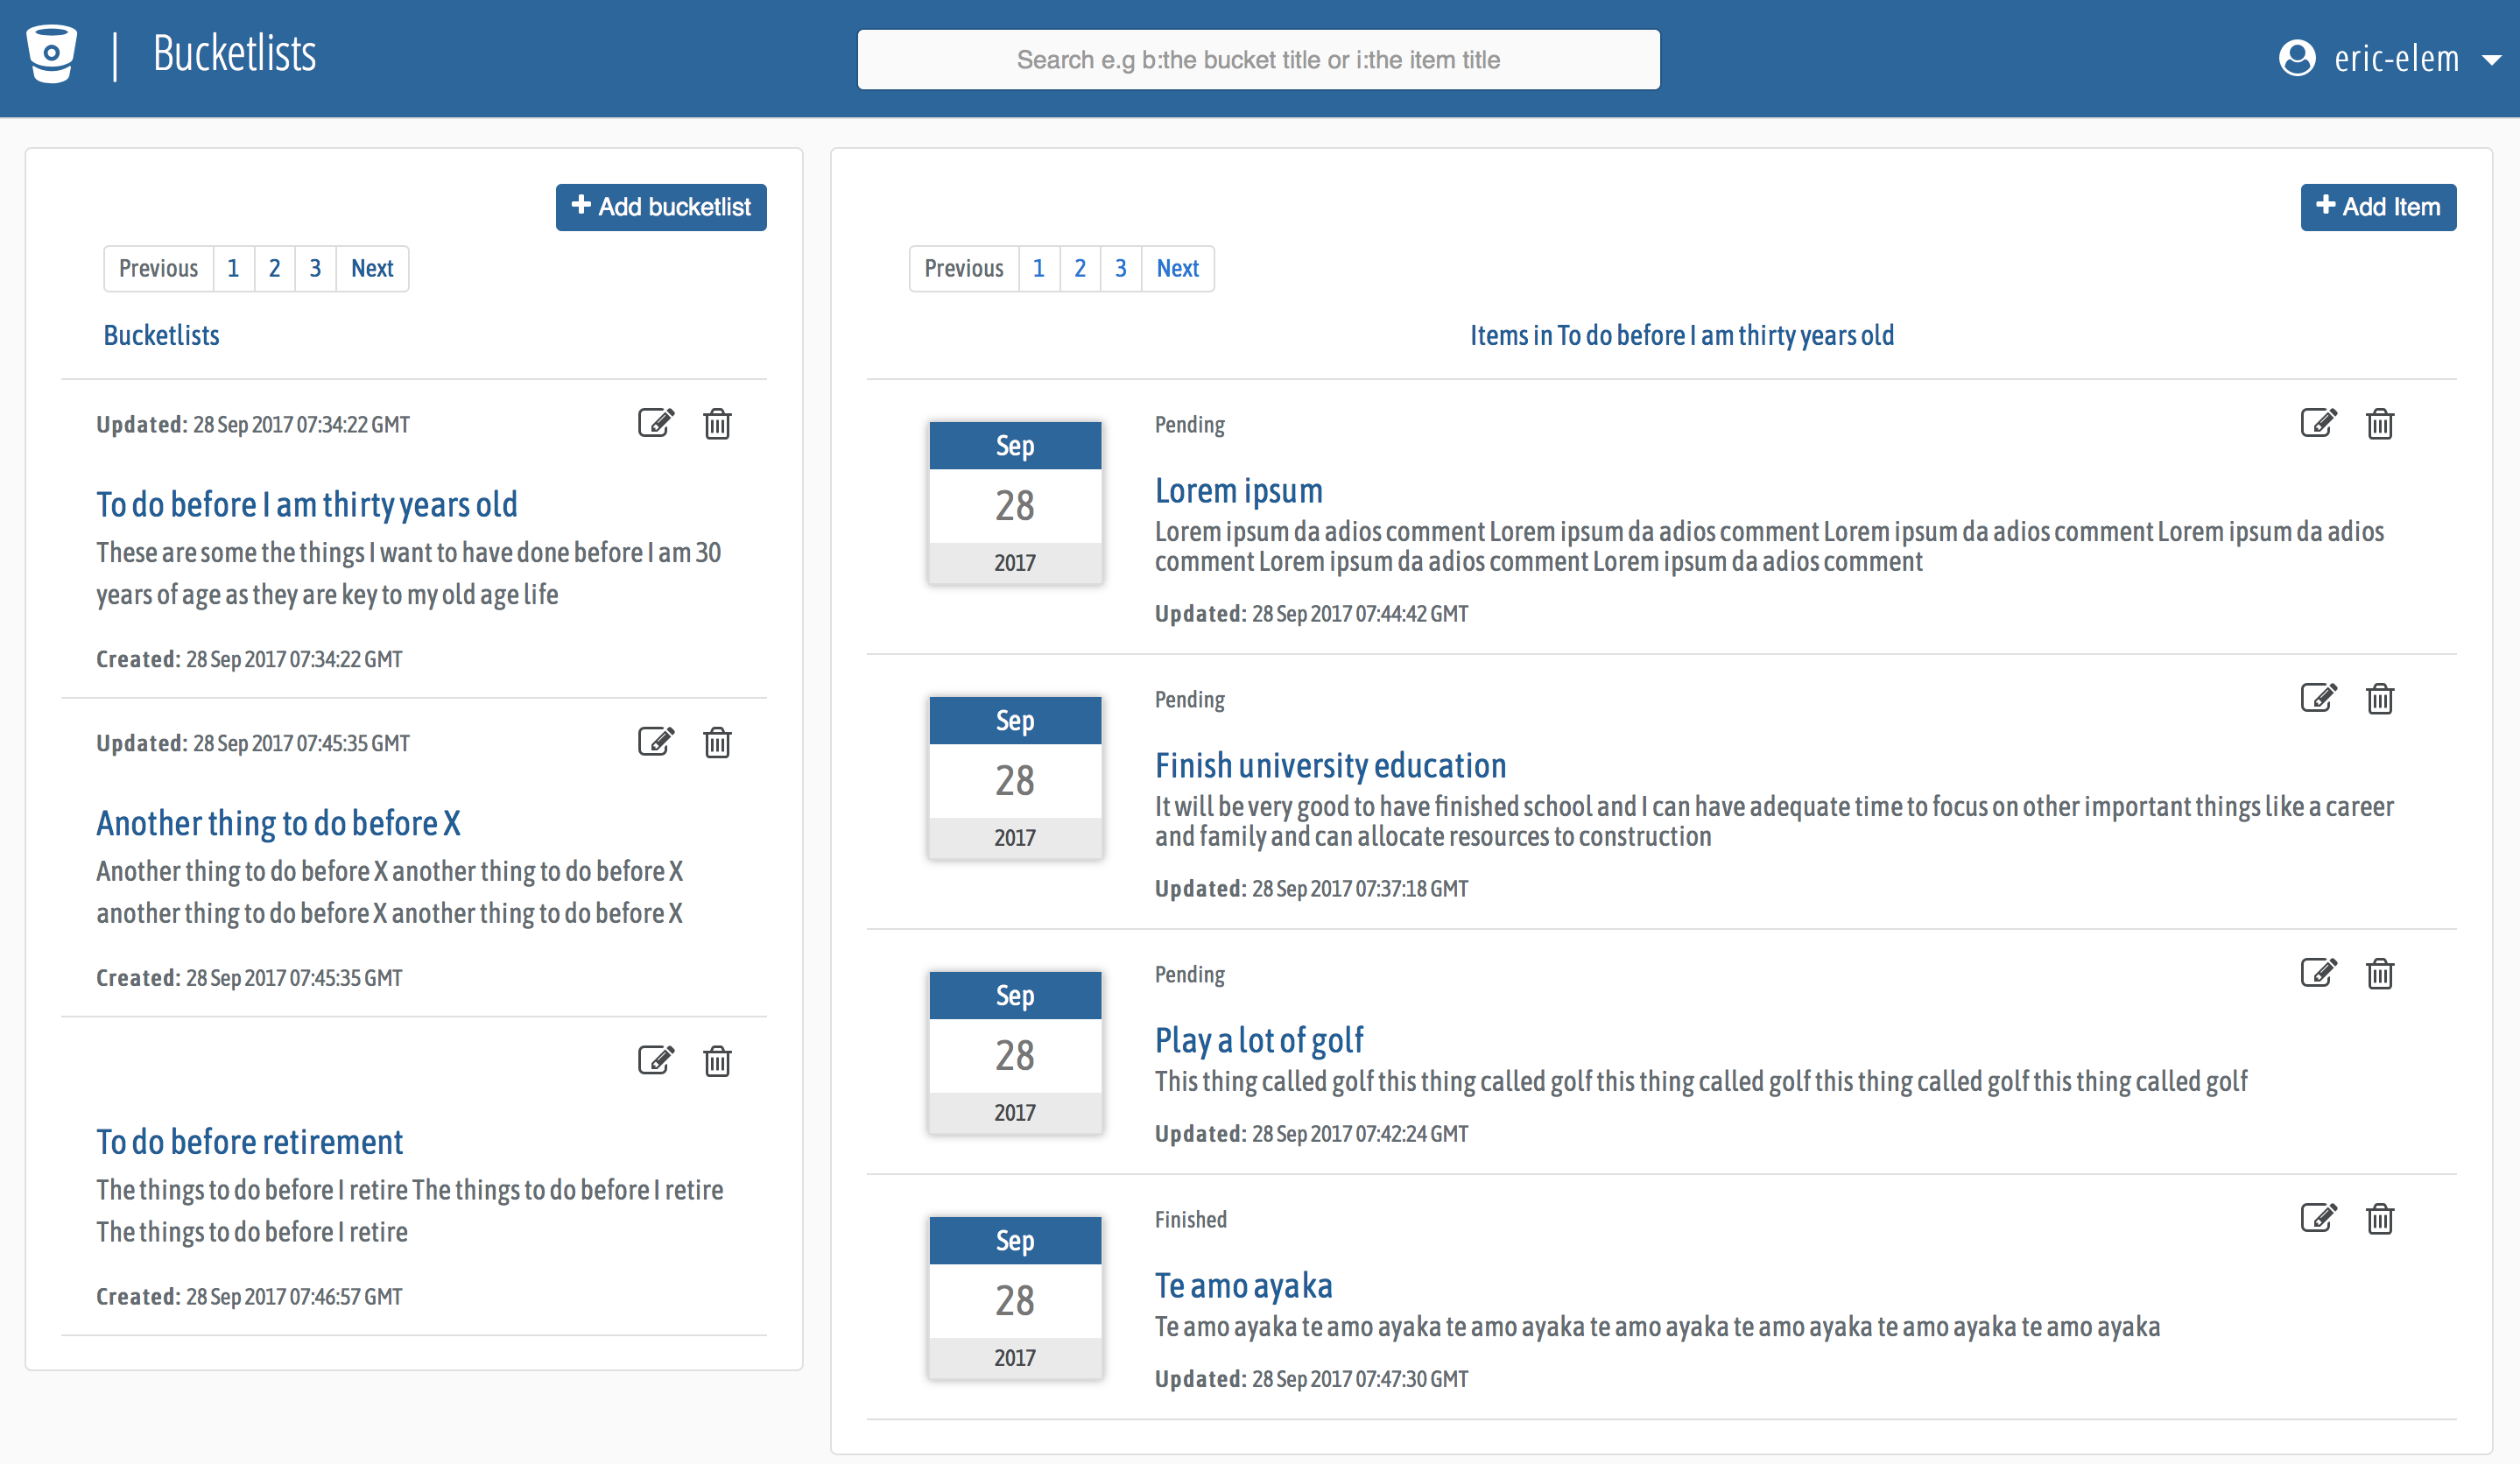 Bucketlists
Search e.g b:the bucket title or i:the item title
eric-elem
Add bucketlist
Previous 1 2 3 Next
Bucketlists
Updated: 28 Sep 2017 07:34:22 GMT
To do before I am thirty years old
These are some the things I want to have done before I am 30
years of age as they are key to my old age life
Created: 28 Sep 2017 07:34:22 GMT
Updated: 28 Sep 2017 07:45:35 GMT
Another thing to do before X
Another thing to do before X another thing to do before X
another thing to do before X another thing to do before X
Created: 28 Sep 2017 07:45:35 GMT
To do before retirement
The things to do before I retire The things to do before I retire
The things to do before I retire
Created: 28 Sep 2017 07:46:57 GMT
Add Item
Previous 1 2 3 Next
Items in To do before I am thirty years old
Sep
28
2017
Pending
Lorem ipsum
Lorem ipsum da adios comment Lorem ipsum da adios comment Lorem ipsum da adios comment Lorem ipsum da adios
comment Lorem ipsum da adios comment Lorem ipsum da adios comment
Updated: 28 Sep 2017 07:44:42 GMT
Sep
28
2017
Pending
Finish university education
It will be very good to have finished school and I can have adequate time to focus on other important things like a career
and family and can allocate resources to construction
Updated: 28 Sep 2017 07:37:18 GMT
Sep
28
2017
Pending
Play a lot of golf
This thing called golf this thing called golf this thing called golf this thing called golf this thing called golf
Updated: 28 Sep 2017 07:42:24 GMT
Sep
28
2017
Finished
Te amo ayaka
Te amo ayaka te amo ayaka te amo ayaka te amo ayaka te amo ayaka te amo ayaka te amo ayaka
Updated: 28 Sep 2017 07:47:30 GMT